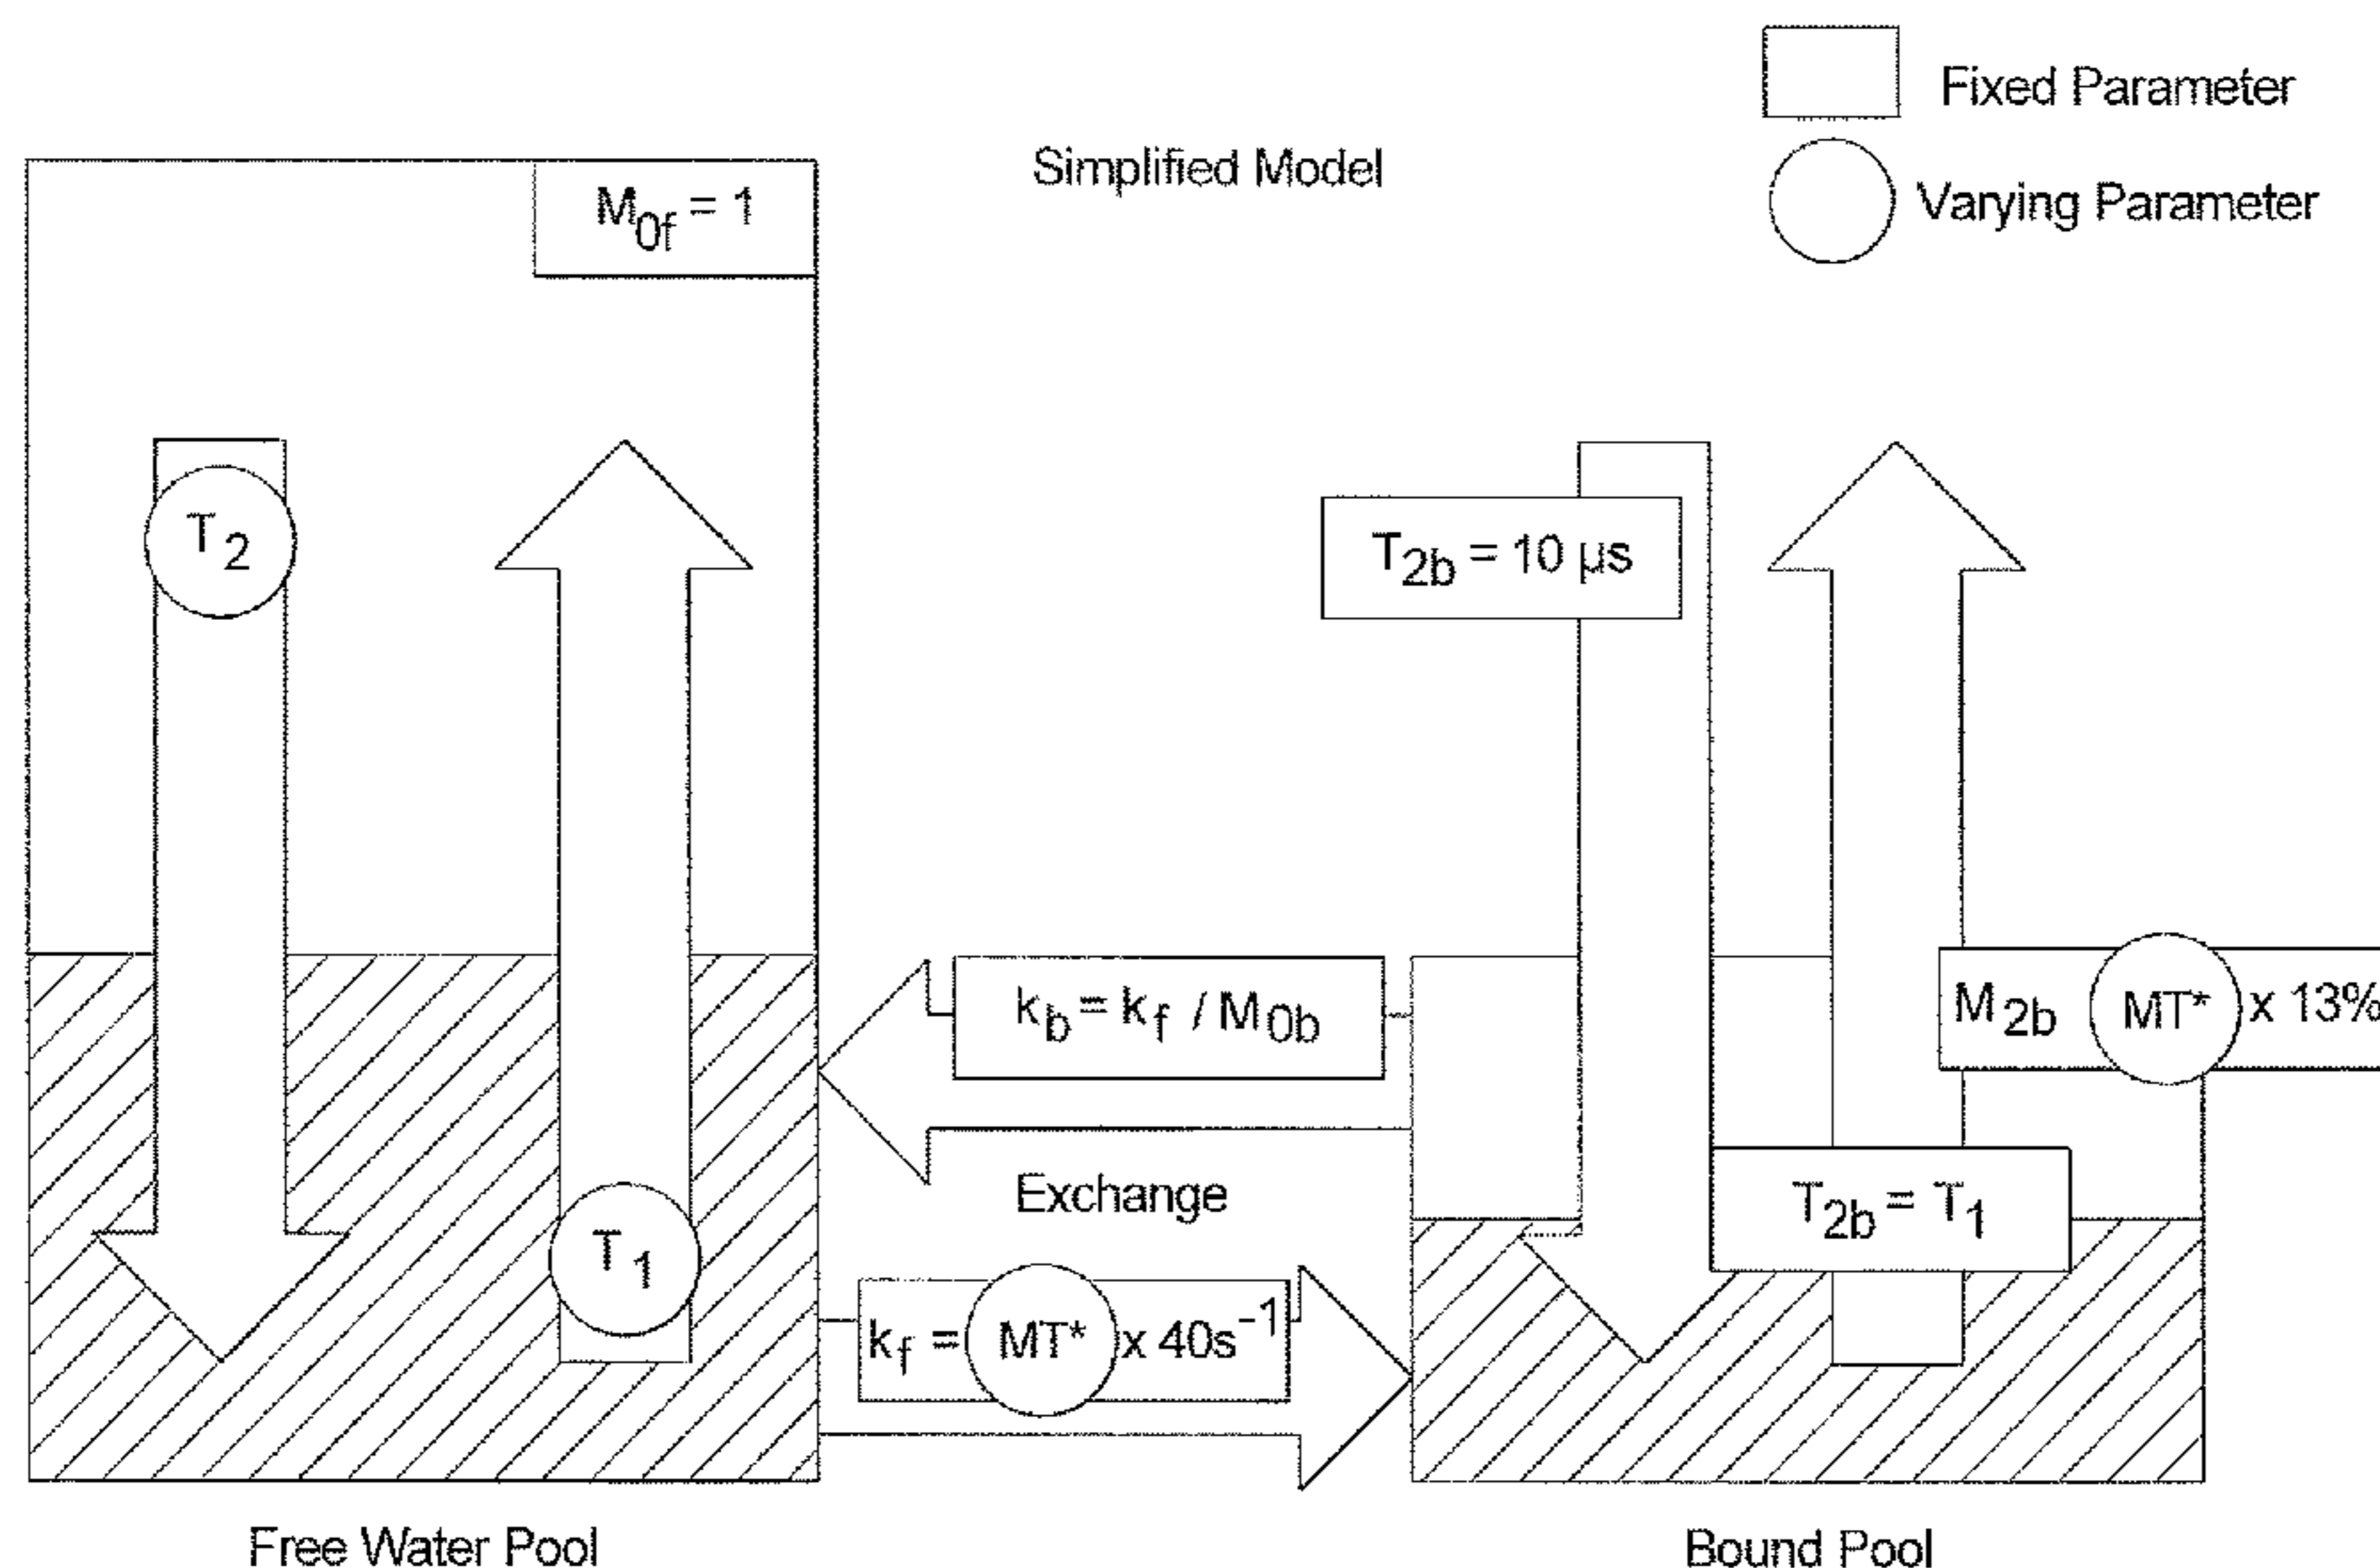 Fixed Parameter
Simplified Model
Varying Parameter
M0f = 1
T2
T2b = 10 µs
kb = kf / M0b
M2b MT* x 13%
Exchange
T2b = T1
T1
kf = MT* x 40s⁻¹
Free Water Pool
Bound Pool